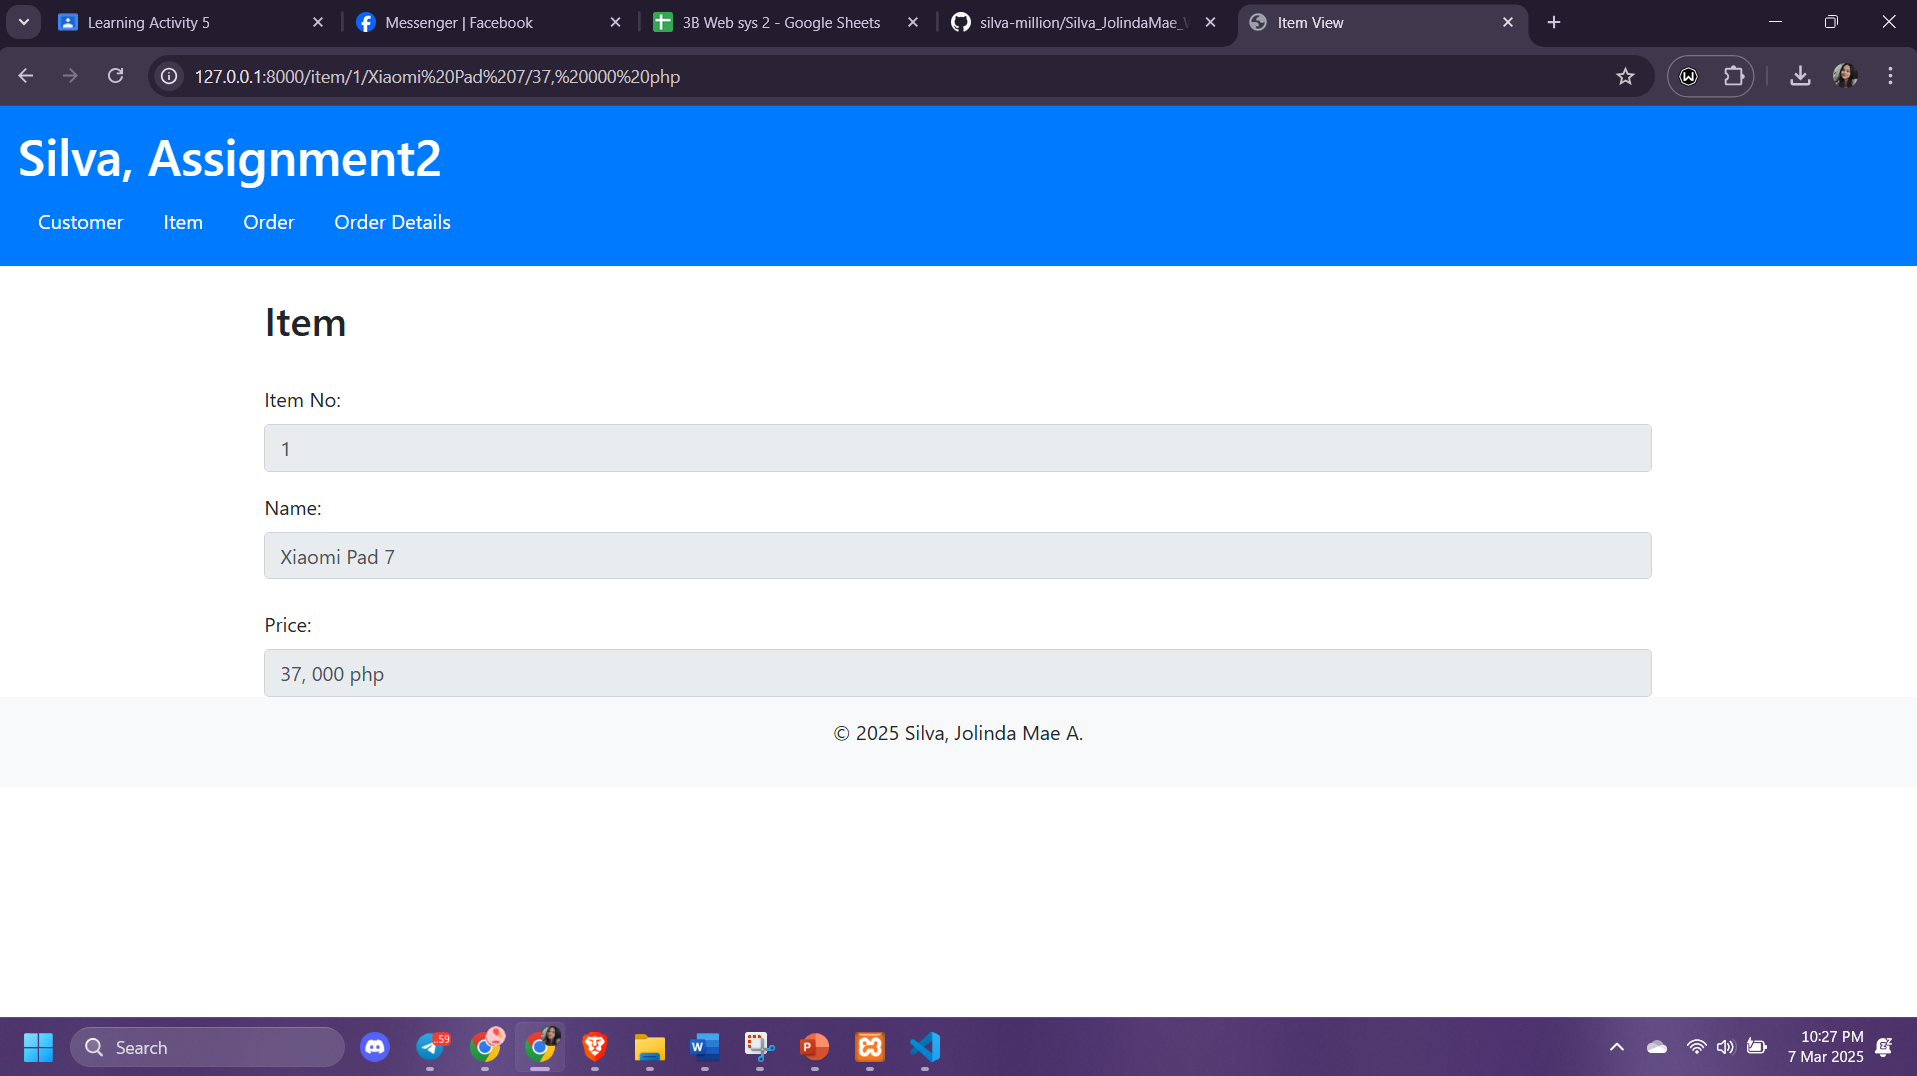 Learning Activity 5
Messenger | Facebook
3B Web sys 2 - Google Sheets
silva-million/Silva_JolindaMae_
Item View
127.0.0.1:8000/item/1/Xiaomi%20Pad%207/37,%20000%20php
Silva, Assignment2
Customer Item Order Order Details
Item
Item No:
1
Name:
Xiaomi Pad 7
Price:
37, 000 php
© 2025 Silva, Jolinda Mae A.
Search
..59
10:27 PM
7 Mar 2025